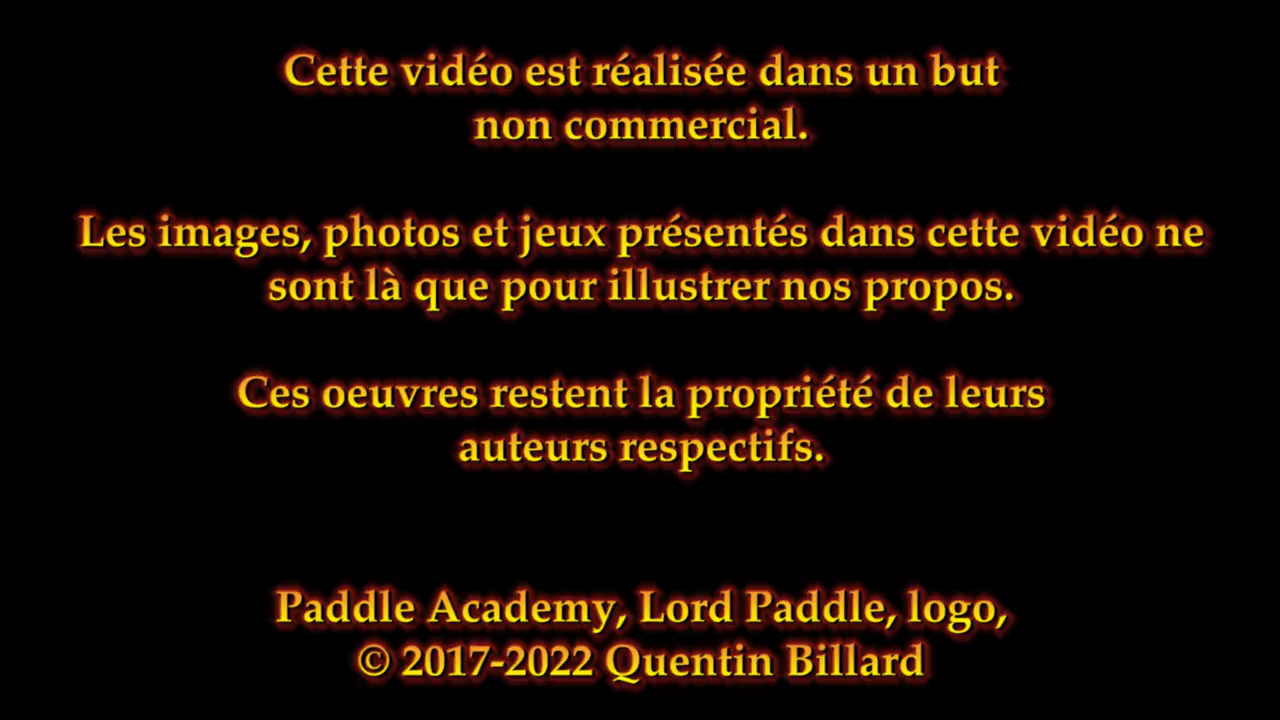 Cette vidéo est réalisée dans un but
non commercial.
Les images, photos et jeux présentés dans cette vidéo ne
sont là que pour illustrer nos propos.
Ces oeuvres restent la propriété de leurs
auteurs respectifs.
Paddle Academy, Lord Paddle, logo,
© 2017-2022 Quentin Billard